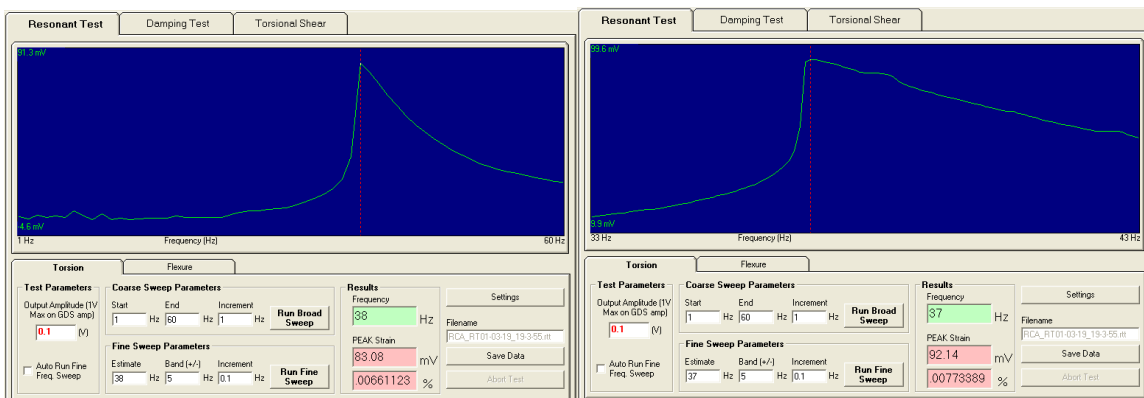 Resonant Test Damping Test Torsional Shear
91.3 mV
-4.6 mV
1 Hz Frequency (Hz) 60 Hz
Torsion Flexure
Test Parameters
Output Amplitude (1V
Max on GDS amp)
0.1 (V)
Auto Run Fine
Freq. Sweep
Coarse Sweep Parameters
Start End Increment
1 Hz 60 Hz 1 Hz
Run Broad
Sweep
Fine Sweep Parameters
Estimate Band (+/-) Increment
38 Hz 5 Hz 0.1 Hz
Run Fine
Sweep
Results
Frequency
38 Hz
PEAK Strain
83.08 mV
.00661123 %
Settings
Filename
RCA_RT01-03-19_19-3-55.rtt
Save Data
Abort Test
Resonant Test Damping Test Torsional Shear
99.6 mV
9.9 mV
33 Hz Frequency (Hz) 43 Hz
Torsion Flexure
Test Parameters
Output Amplitude (1V
Max on GDS amp)
0.1 (V)
Auto Run Fine
Freq. Sweep
Coarse Sweep Parameters
Start End Increment
1 Hz 60 Hz 1 Hz
Run Broad
Sweep
Fine Sweep Parameters
Estimate Band (+/-) Increment
37 Hz 5 Hz 0.1 Hz
Run Fine
Sweep
Results
Frequency
37 Hz
PEAK Strain
92.14 mV
.00773389 %
Settings
Filename
RCA_RT01-03-19_19-3-55.rtt
Save Data
Abort Test